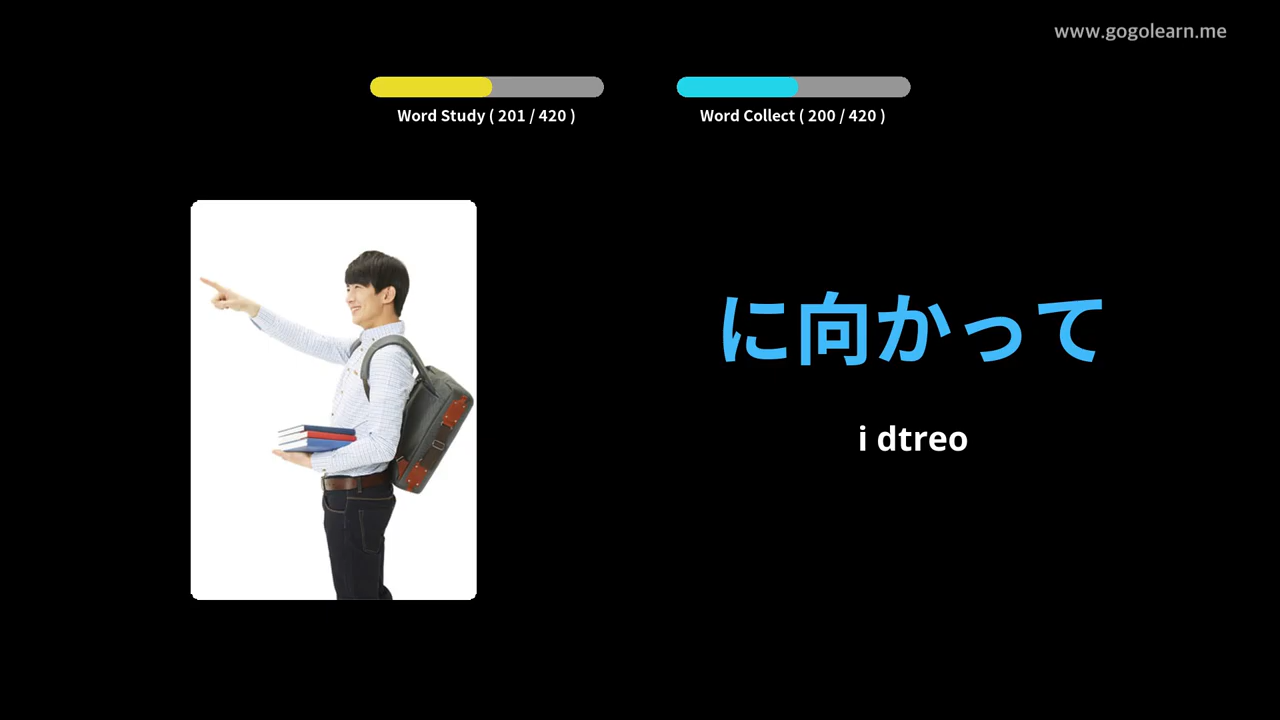 www.gogolearn.me
Word Study ( 201 / 420 )
Word Collect ( 200 / 420 )
に向かって
i dtreo